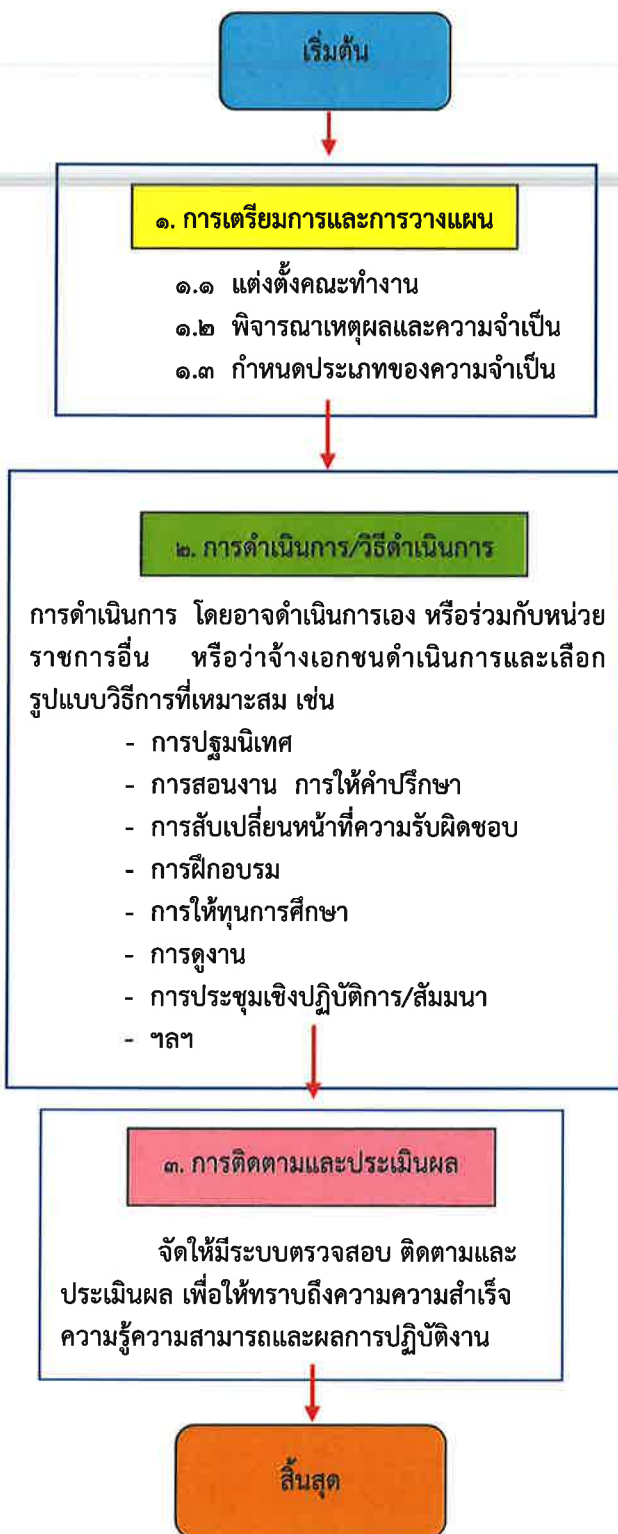 เริ่มต้น
๑. การเตรียมการและการวางแผน
๑.๑ แต่งตั้งคณะทำงาน
๑.๒ พิจารณาเหตุผลและความจำเป็น
๑.๓ กำหนดประเภทของความจำเป็น
๒. การดำเนินการ/วิธีดำเนินการ
การดำเนินการ โดยอาจดำเนินการเอง หรือร่วมกับหน่วย
ราชการอื่น หรือว่าจ้างเอกชนดำเนินการและเลือก
รูปแบบวิธีการที่เหมาะสม เช่น
- การปฐมนิเทศ
- การสอนงาน การให้คำปรึกษา
- การสับเปลี่ยนหน้าที่ความรับผิดชอบ
- การฝึกอบรม
- การให้ทุนการศึกษา
- การดูงาน
- การประชุมเชิงปฏิบัติการ/สัมมนา
- ฯลฯ
๓. การติดตามและประเมินผล
จัดให้มีระบบตรวจสอบ ติดตามและ
ประเมินผล เพื่อให้ทราบถึงความความสำเร็จ
ความรู้ความสามารถและผลการปฏิบัติงาน
สิ้นสุด